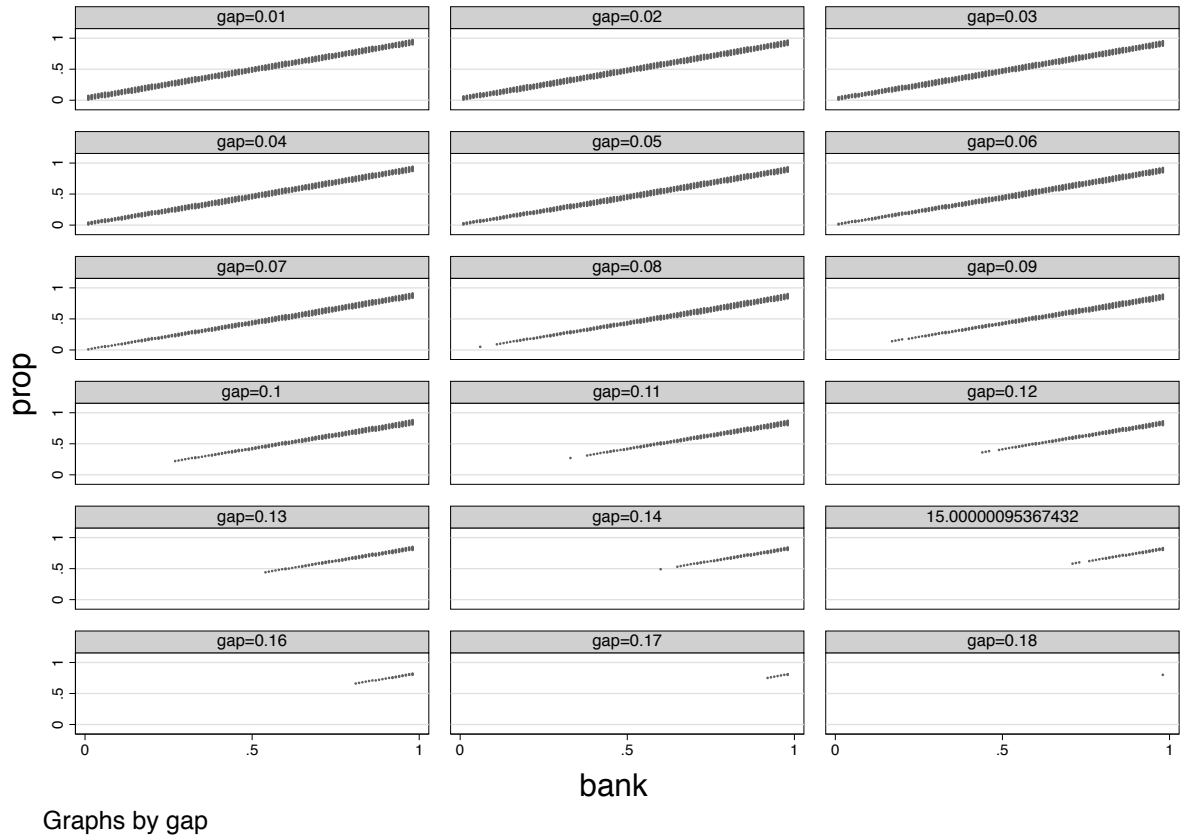 gap=0.01 gap=0.02 gap=0.03
1
.5
0
gap=0.04 gap=0.05 gap=0.06
1
.5
0
gap=0.07 gap=0.08 gap=0.09
1
.5
0
gap=0.1 gap=0.11 gap=0.12
1
.5
0
gap=0.13 gap=0.14 15.00000095367432
1
.5
0
gap=0.16 gap=0.17 gap=0.18
1
.5
0
0 .5 1 0 .5 1 0 .5 1
prop
bank
Graphs by gap